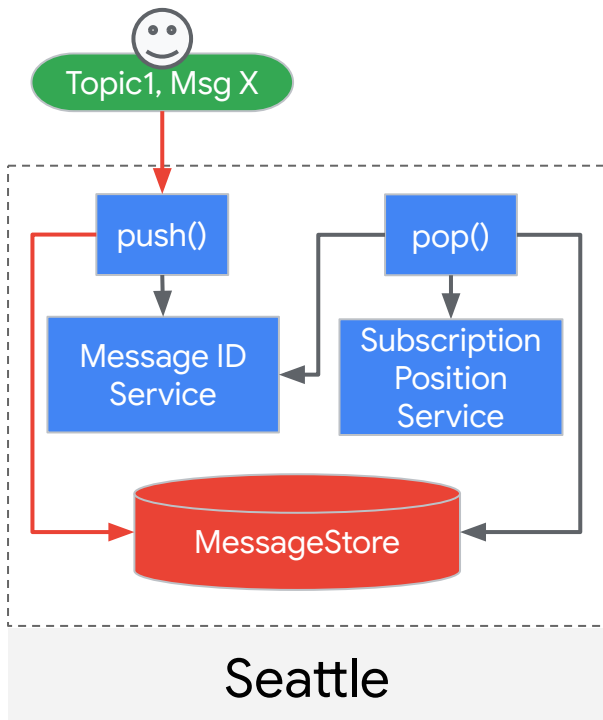 Topic1, Msg X
push()
pop()
Message ID
Service
Subscription
Position
Service
MessageStore
Seattle